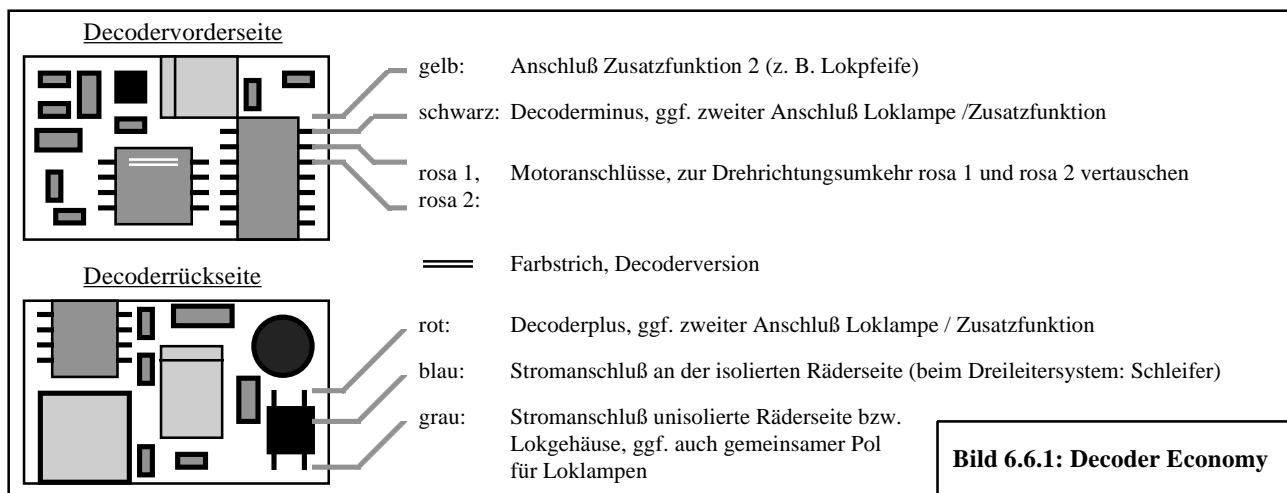 Decodervorderseite
gelb: Anschluß Zusatzfunktion 2 (z. B. Lokpfeife)
schwarz: Decoderminus, ggf. zweiter Anschluß Loklampe /Zusatzfunktion
rosa 1, Motoranschlüsse, zur Drehrichtungsumkehr rosa 1 und rosa 2 vertauschen
rosa 2:
Farbstrich, Decoderversion
Decoderrückseite
rot: Decoderplus, ggf. zweiter Anschluß Loklampe / Zusatzfunktion
blau: Stromanschluß an der isolierten Räderseite (beim Dreileitersystem: Schleifer)
grau: Stromanschluß unisolierte Räderseite bzw.
Lokgehäuse, ggf. auch gemeinsamer Pol
für Loklampen
Bild 6.6.1: Decoder Economy